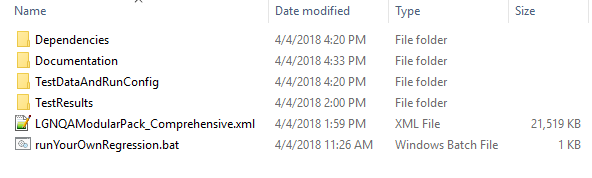 Name Date modified Type Size
Dependencies 4/4/2018 4:20 PM File folder
Documentation 4/4/2018 4:33 PM File folder
TestDataAndRunConfig 4/4/2018 4:20 PM File folder
TestResults 4/4/2018 2:00 PM File folder
LGNQAModularPack_Comprehensive.xml 4/4/2018 1:59 PM XML File 21,519 KB
runYourOwnRegression.bat 4/4/2018 11:26 AM Windows Batch File 1 KB